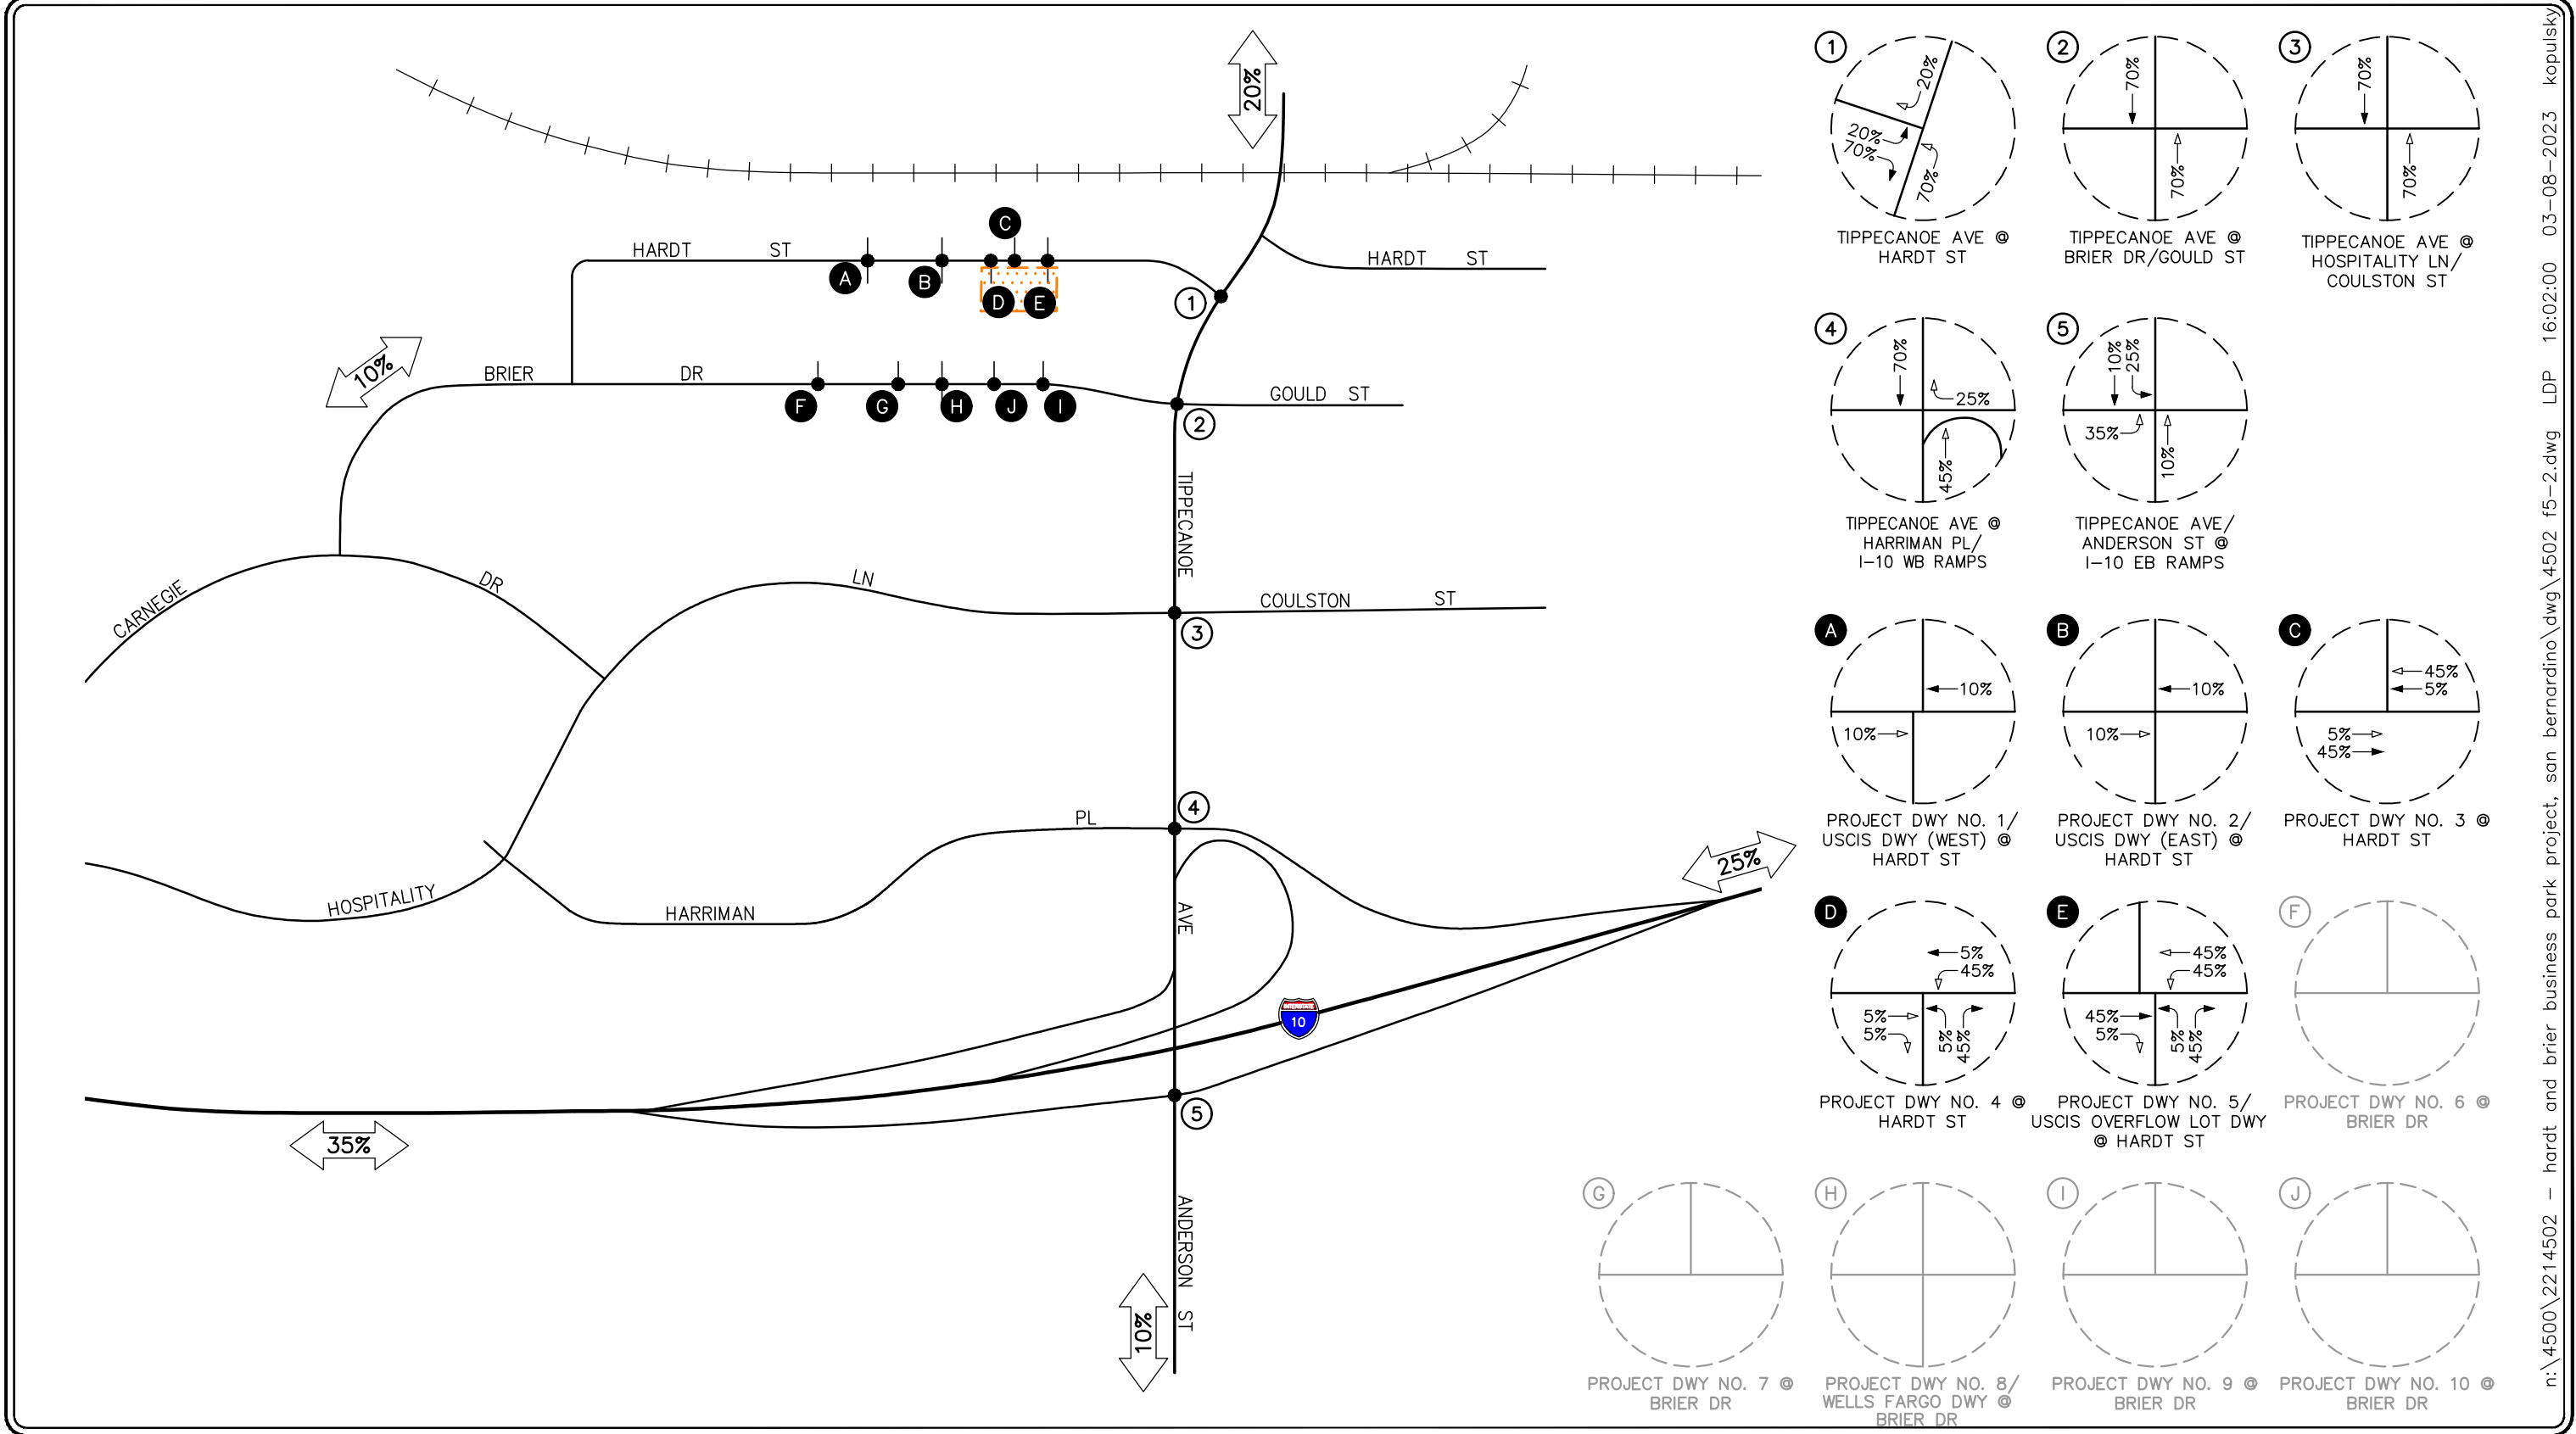 20%
HARDT ST
HARDT ST
A
B
C
D
E
1
10%
BRIER DR
GOULD ST
F
G
H
J
I
2
TIPPECANOE
CARNEGIE DR
LN
COULSTON ST
3
4
PL
HOSPITALITY
HARRIMAN
AVE
25%
INTERSTATE
10
35%
5
ANDERSON ST
10%
1
20%
20%
70%
70%
TIPPECANOE AVE @
HARDT ST
2
70%
70%
TIPPECANOE AVE @
BRIER DR/GOULD ST
3
70%
70%
TIPPECANOE AVE @
HOSPITALITY LN/
COULSTON ST
4
70%
25%
45%
TIPPECANOE AVE @
HARRIMAN PL/
I-10 WB RAMPS
5
10%
25%
35%
10%
TIPPECANOE AVE/
ANDERSON ST @
I-10 EB RAMPS
A
10%
10%
PROJECT DWY NO. 1/
USCIS DWY (WEST) @
HARDT ST
B
10%
10%
PROJECT DWY NO. 2/
USCIS DWY (EAST) @
HARDT ST
C
45%
5%
5%
45%
PROJECT DWY NO. 3 @
HARDT ST
D
5%
45%
5%
5%
5%
45%
PROJECT DWY NO. 4 @
HARDT ST
E
45%
45%
45%
5%
5%
45%
PROJECT DWY NO. 5/
USCIS OVERFLOW LOT DWY
@ HARDT ST
F
PROJECT DWY NO. 6 @
BRIER DR
G
PROJECT DWY NO. 7 @
BRIER DR
H
PROJECT DWY NO. 8/
WELLS FARGO DWY @
BRIER DR
I
PROJECT DWY NO. 9 @
BRIER DR
J
PROJECT DWY NO. 10 @
BRIER DR
n:\4500\2214502 - hardt and brier business park project, san bernardino\dwg\4502 f5-2.dwg LDP 16:02:00 03-08-2023 kopulsky